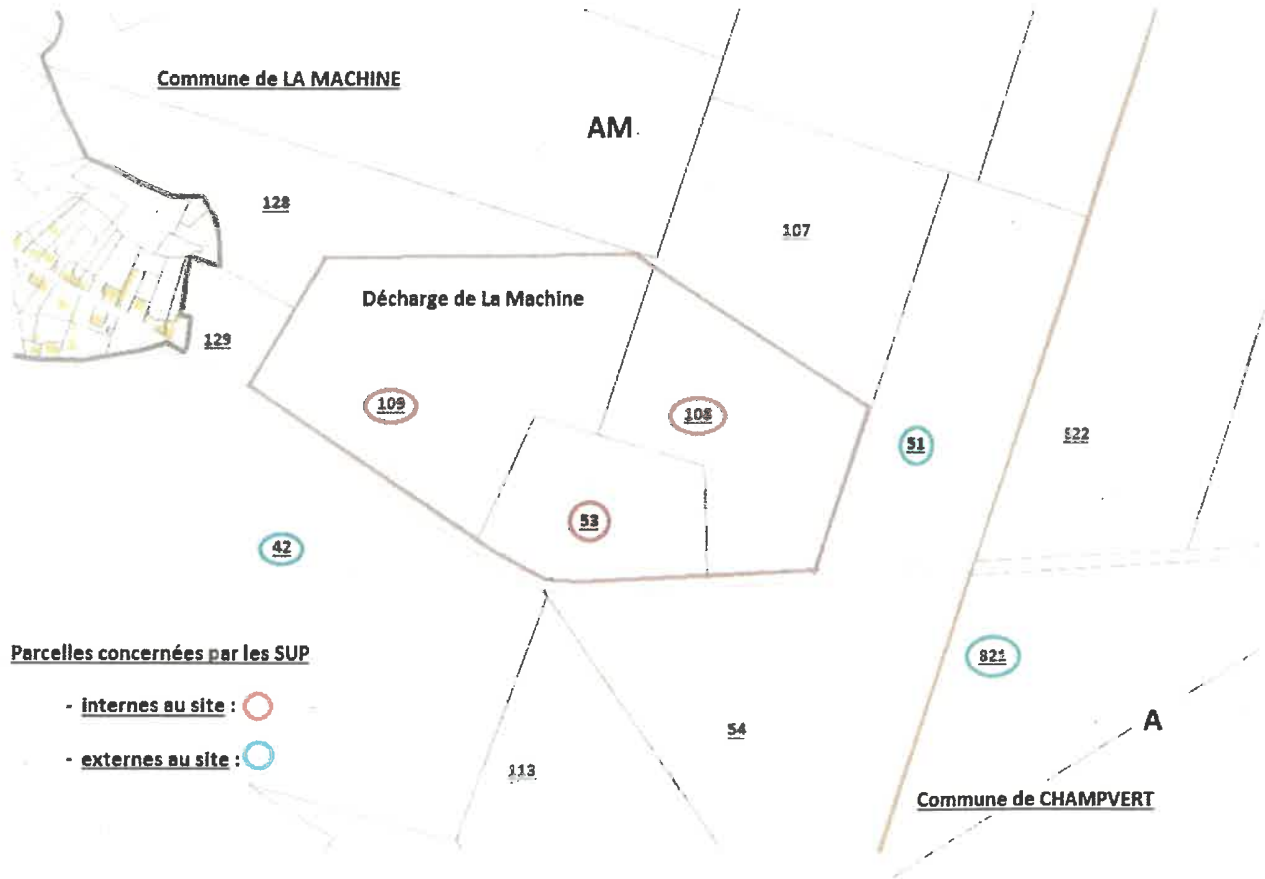 Commune de LA MACHINE
AM
128
107
Décharge de La Machine
129
109
108
51
822
53
42
Parcelles concernées par les SUP
821
- internes au site :
A
54
- externes au site :
113
Commune de CHAMPVERT